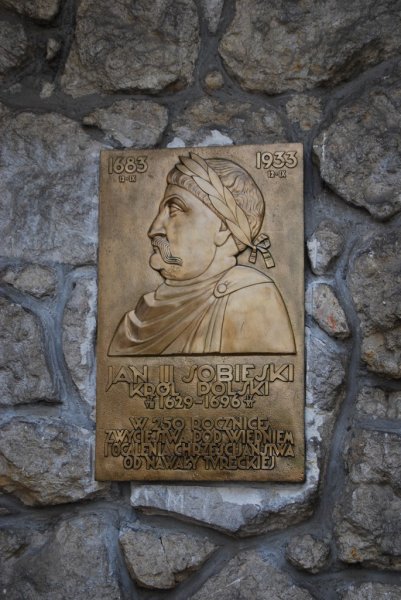 1683 1933
12-IX 12-IX
JAN III SOBIESKI
KRÓL POLSKI
1629-1696
W 250 ROCZNICĘ
ZWYCIĘSTWA POD WIEDNIEM
I OCALENIA CHRZEŚCIJAŃSTWA
OD NAWAŁY TURECKIEJ